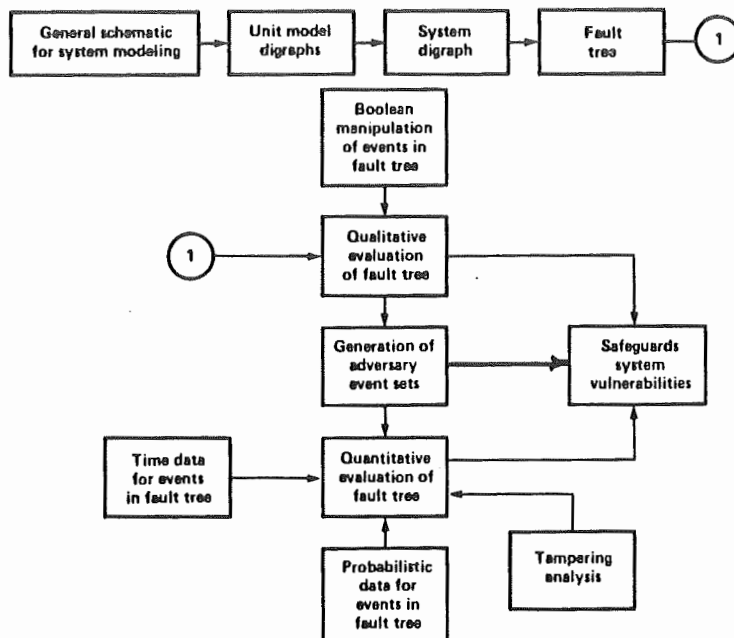 General schematic
for system modeling
Unit model
digraphs
System
digraph
Fault
tree
1
Boolean
manipulation
of events in
fault tree
1
Qualitative
evaluation
of fault tree
Generation of
adversary
event sets
Safeguards
system
vulnerabilities
Time data
for events
in fault tree
Quantitative
evaluation of
fault tree
Tampering
analysis
Probabilistic
data for
events in
fault tree